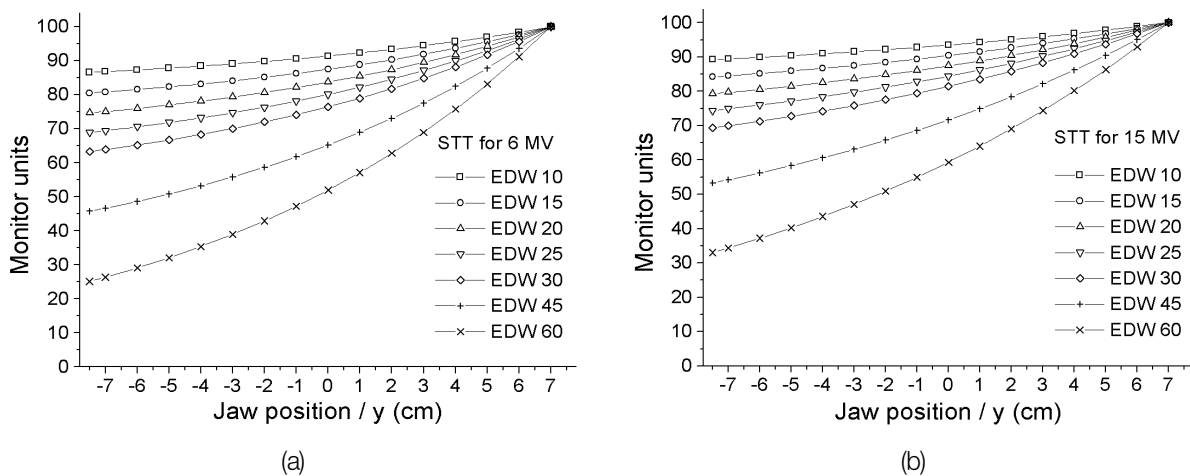 100
90
80
70
60
50
40
30
20
10
0
Monitor units
STT for 6 MV
EDW 10
EDW 15
EDW 20
EDW 25
EDW 30
EDW 45
EDW 60
-7 -6 -5 -4 -3 -2 -1 0 1 2 3 4 5 6 7
Jaw position / y (cm)
(a)
100
90
80
70
60
50
40
30
20
10
0
Monitor units
STT for 15 MV
EDW 10
EDW 15
EDW 20
EDW 25
EDW 30
EDW 45
EDW 60
-7 -6 -5 -4 -3 -2 -1 0 1 2 3 4 5 6 7
Jaw position / y (cm)
(b)